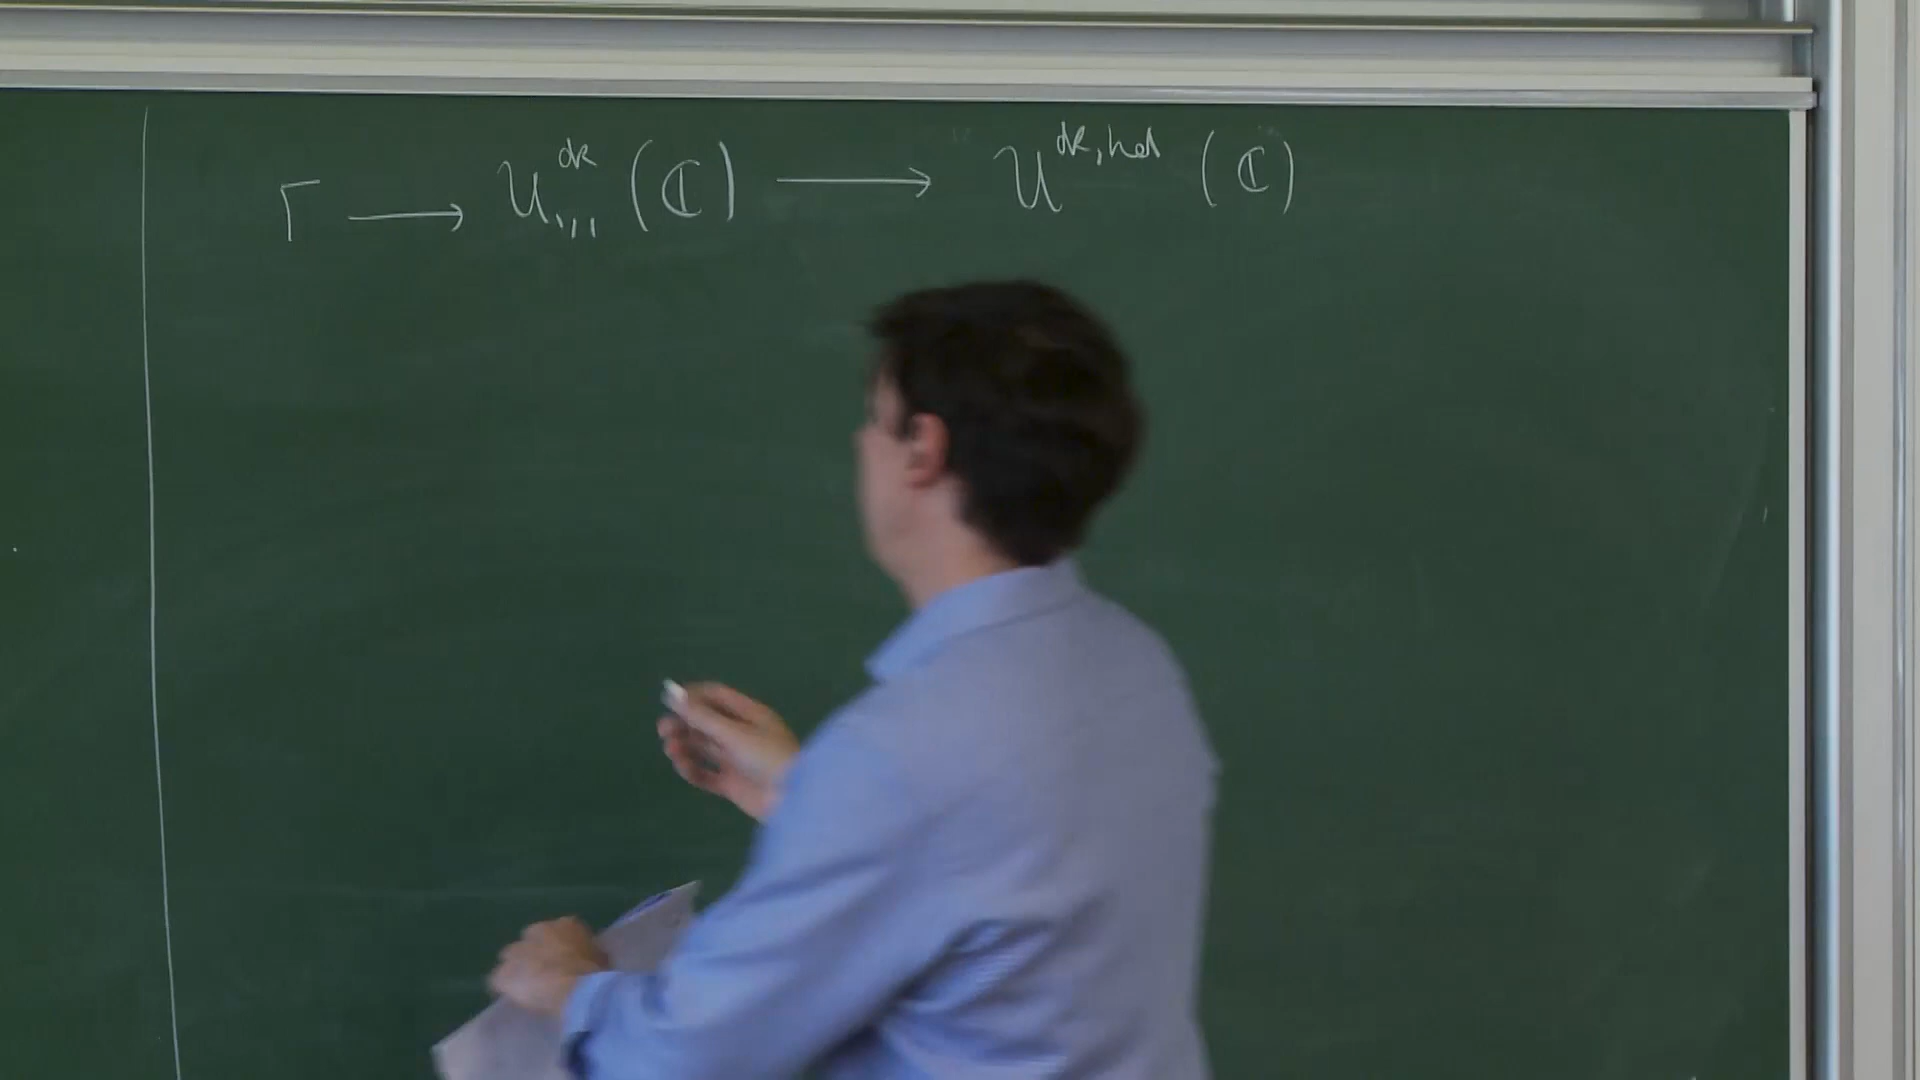 Γ → U^{dR}_{1,1} (ℂ) → U^{dR, hol} (ℂ)